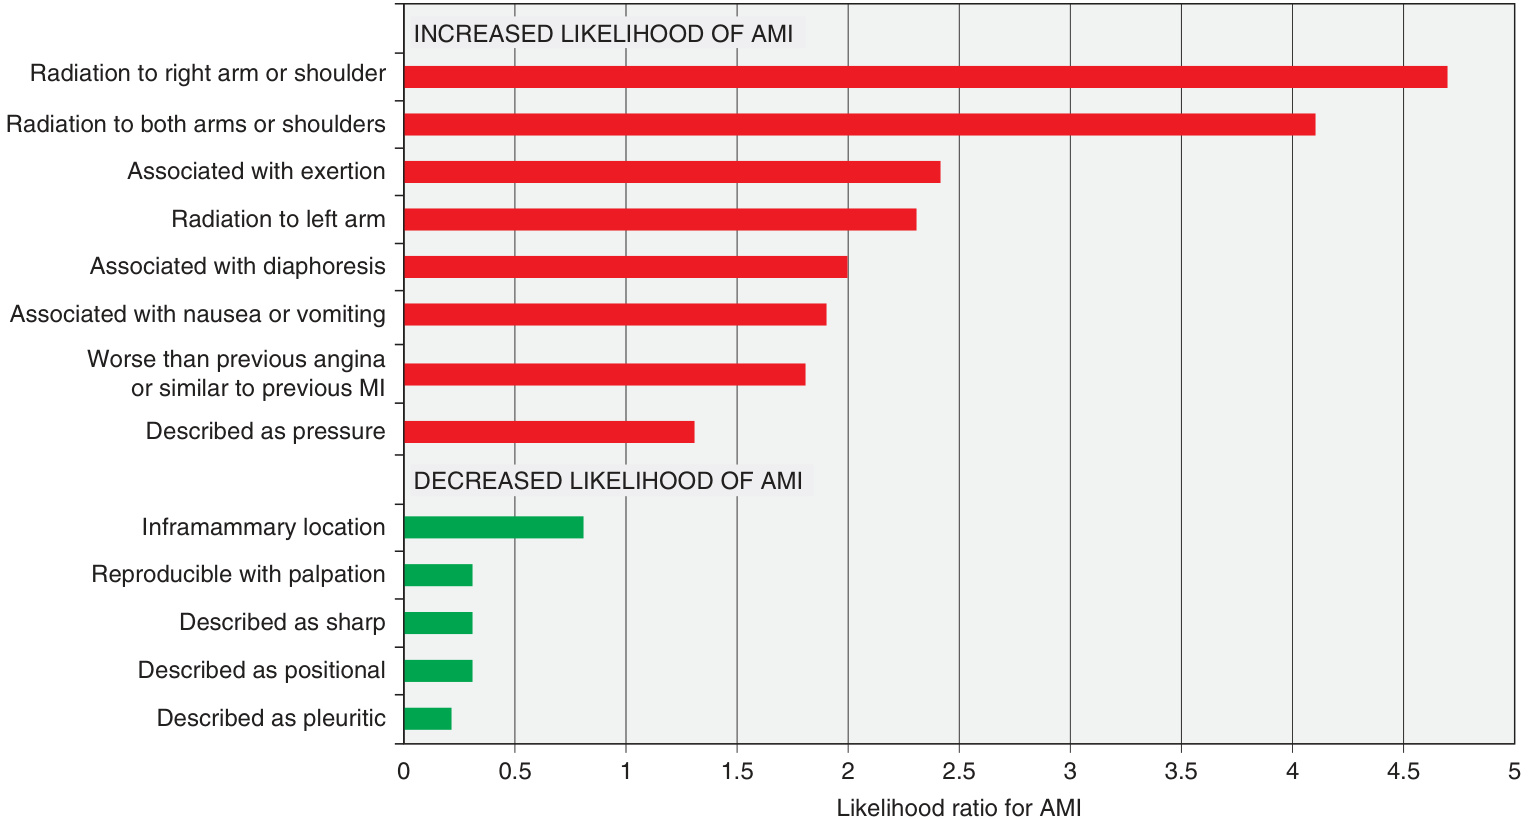 INCREASED LIKELIHOOD OF AMI
Radiation to right arm or shoulder
Radiation to both arms or shoulders
Associated with exertion
Radiation to left arm
Associated with diaphoresis
Associated with nausea or vomiting
Worse than previous angina
or similar to previous MI
Described as pressure
DECREASED LIKELIHOOD OF AMI
Inframammary location
Reproducible with palpation
Described as sharp
Described as positional
Described as pleuritic
0 0.5 1 1.5 2 2.5 3 3.5 4 4.5 5
Likelihood ratio for AMI